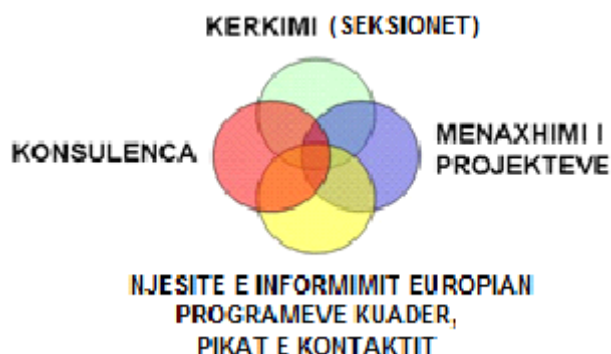 KERKIMI (SEKSIONET)
KONSULENCA
MENAXHIMI I
PROJEKTEVE
NJESITE E INFORMIMIT EUROPIAN
PROGRAMEVE KUADER,
PIKAT E KONTAKTIT